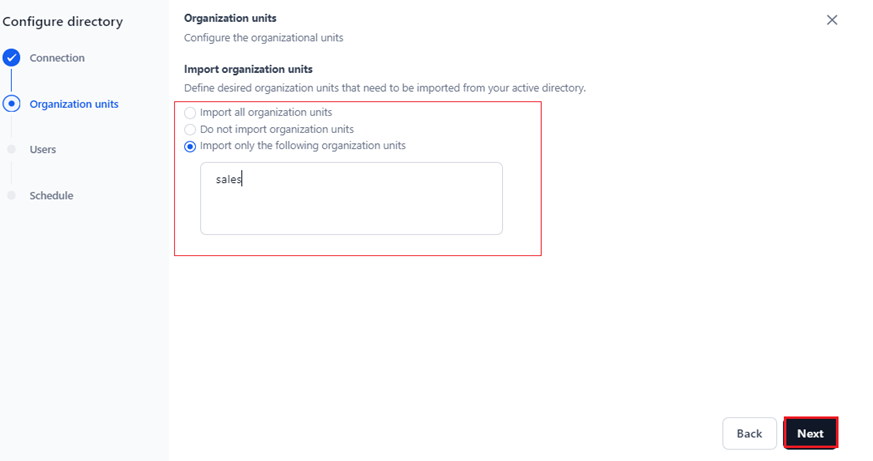 Configure directory
Connection
Organization units
Users
Schedule
Organization units
Configure the organizational units
Import organization units
Define desired organization units that need to be imported from your active directory.
Import all organization units
Do not import organization units
Import only the following organization units
sales
Back
Next